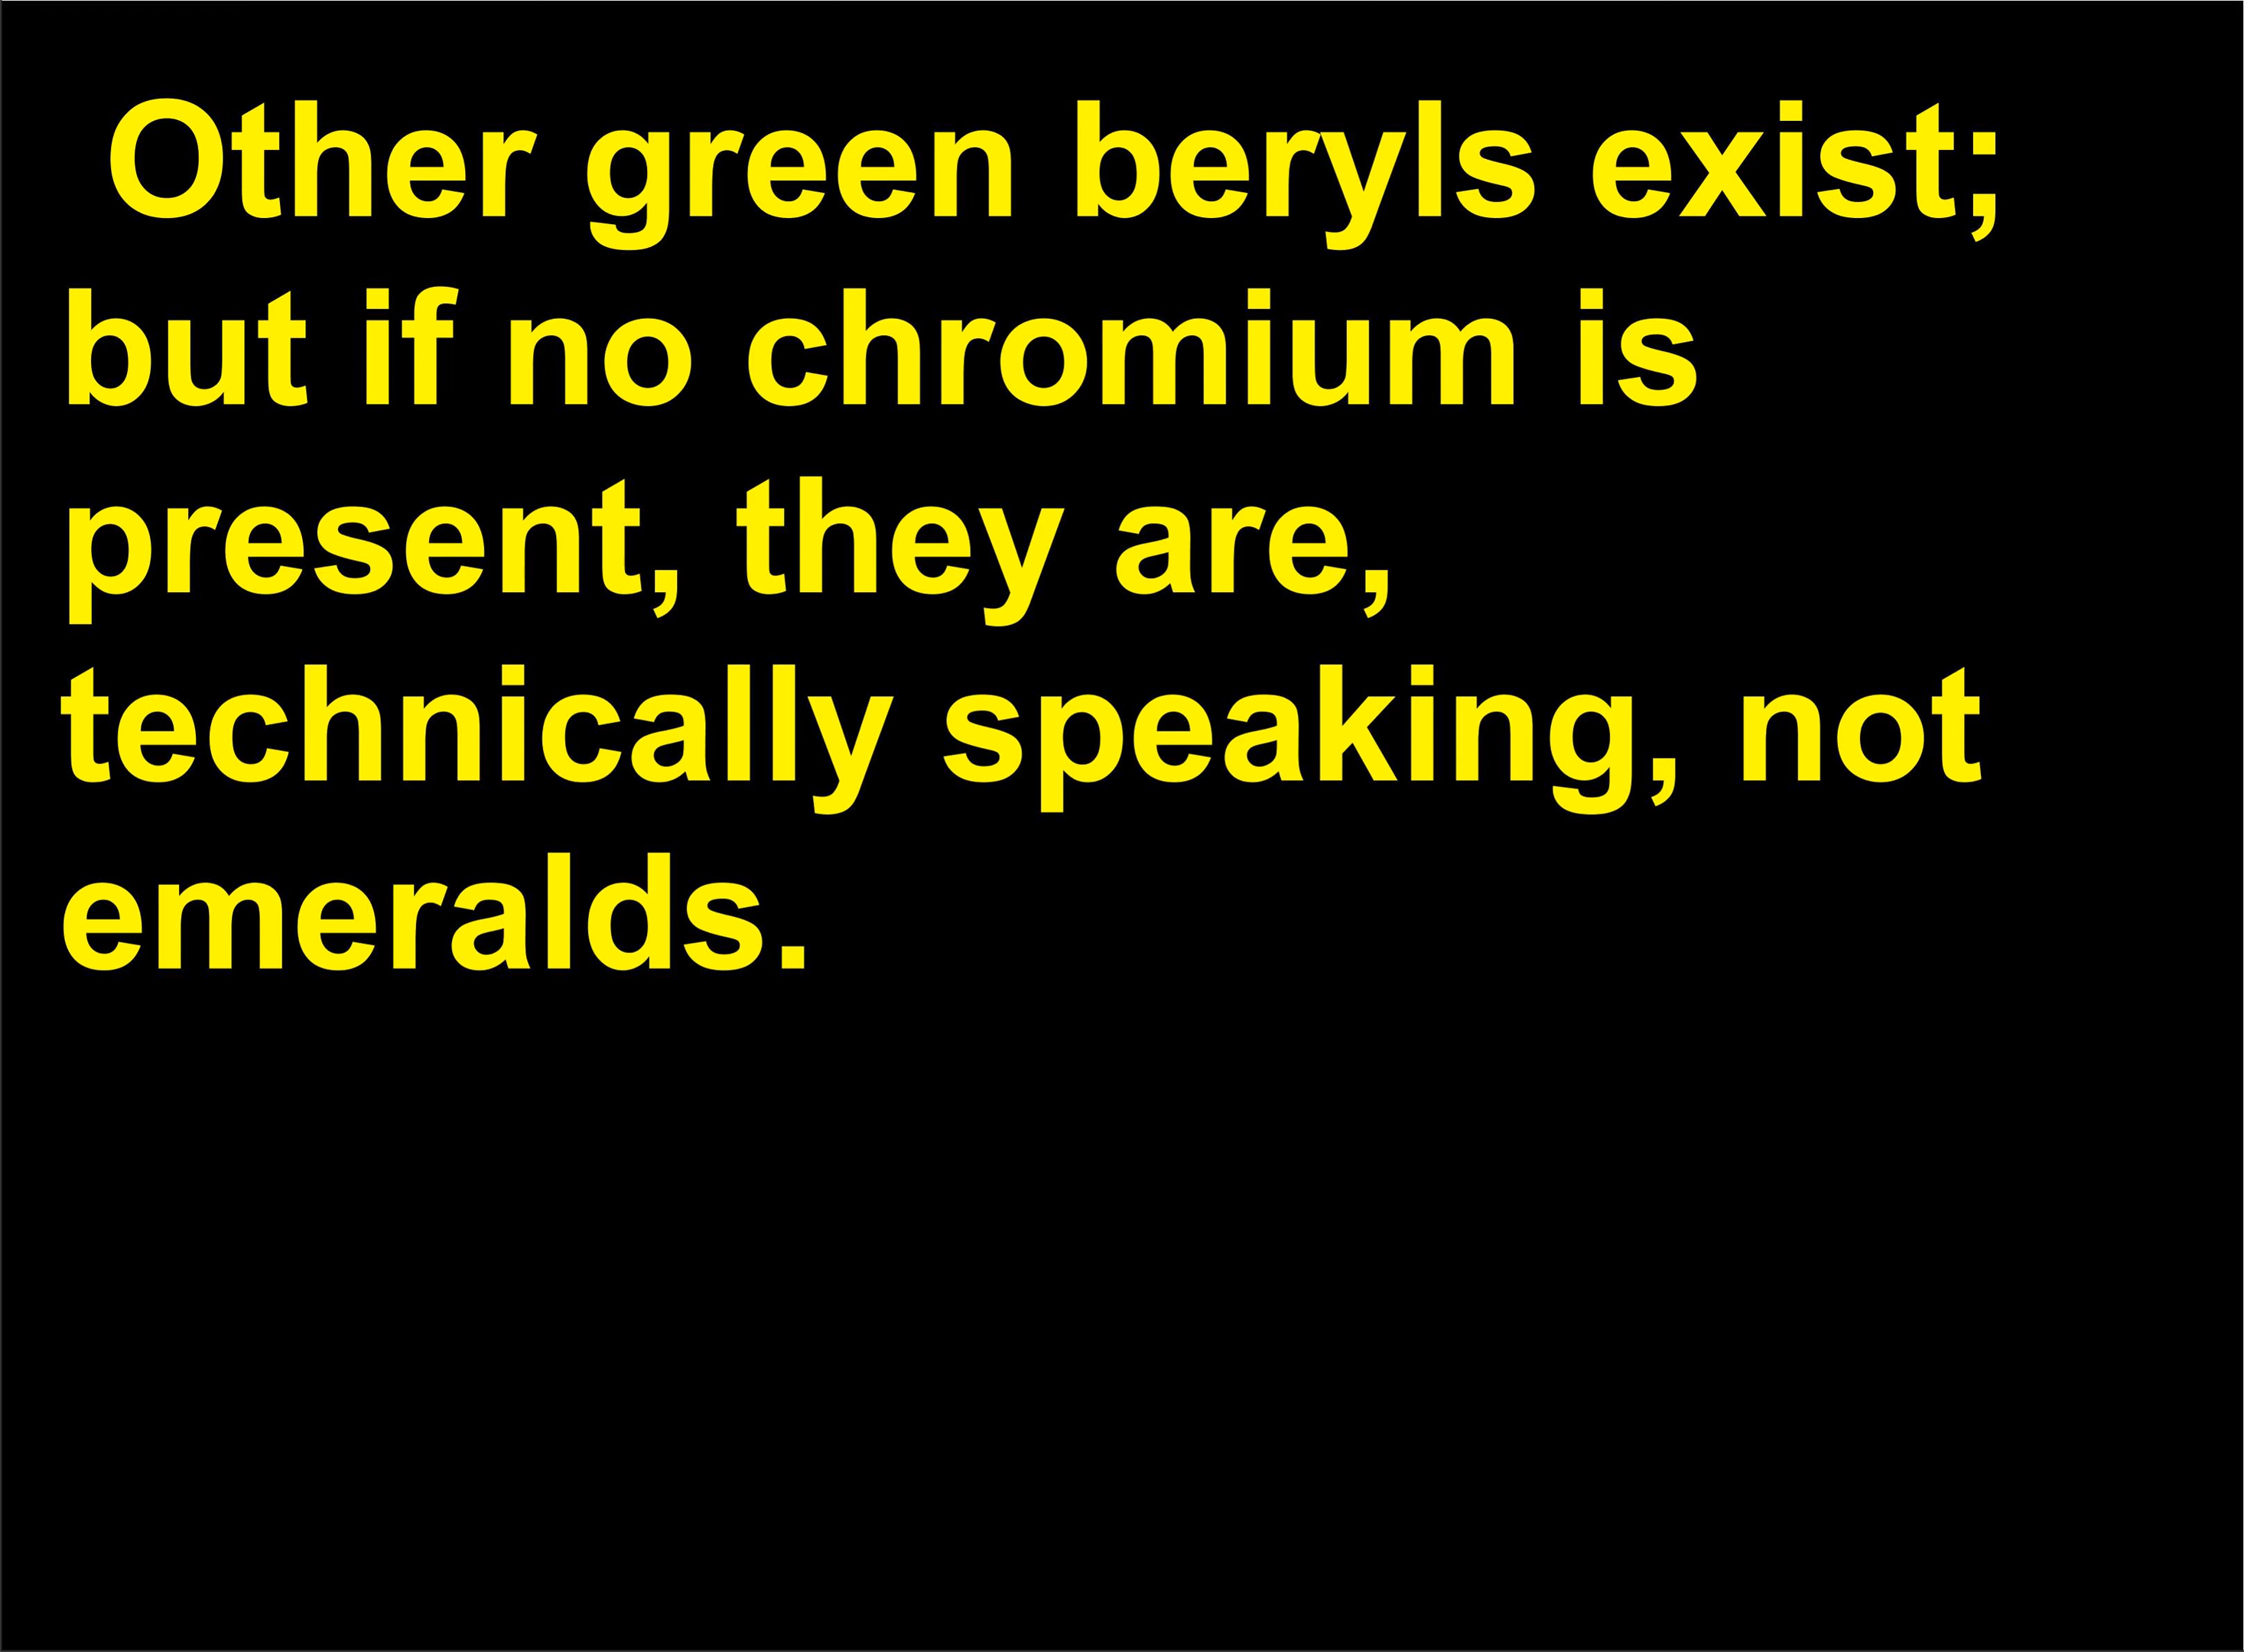 Other green beryls exist;
but if no chromium is
present, they are,
technically speaking, not
emeralds.